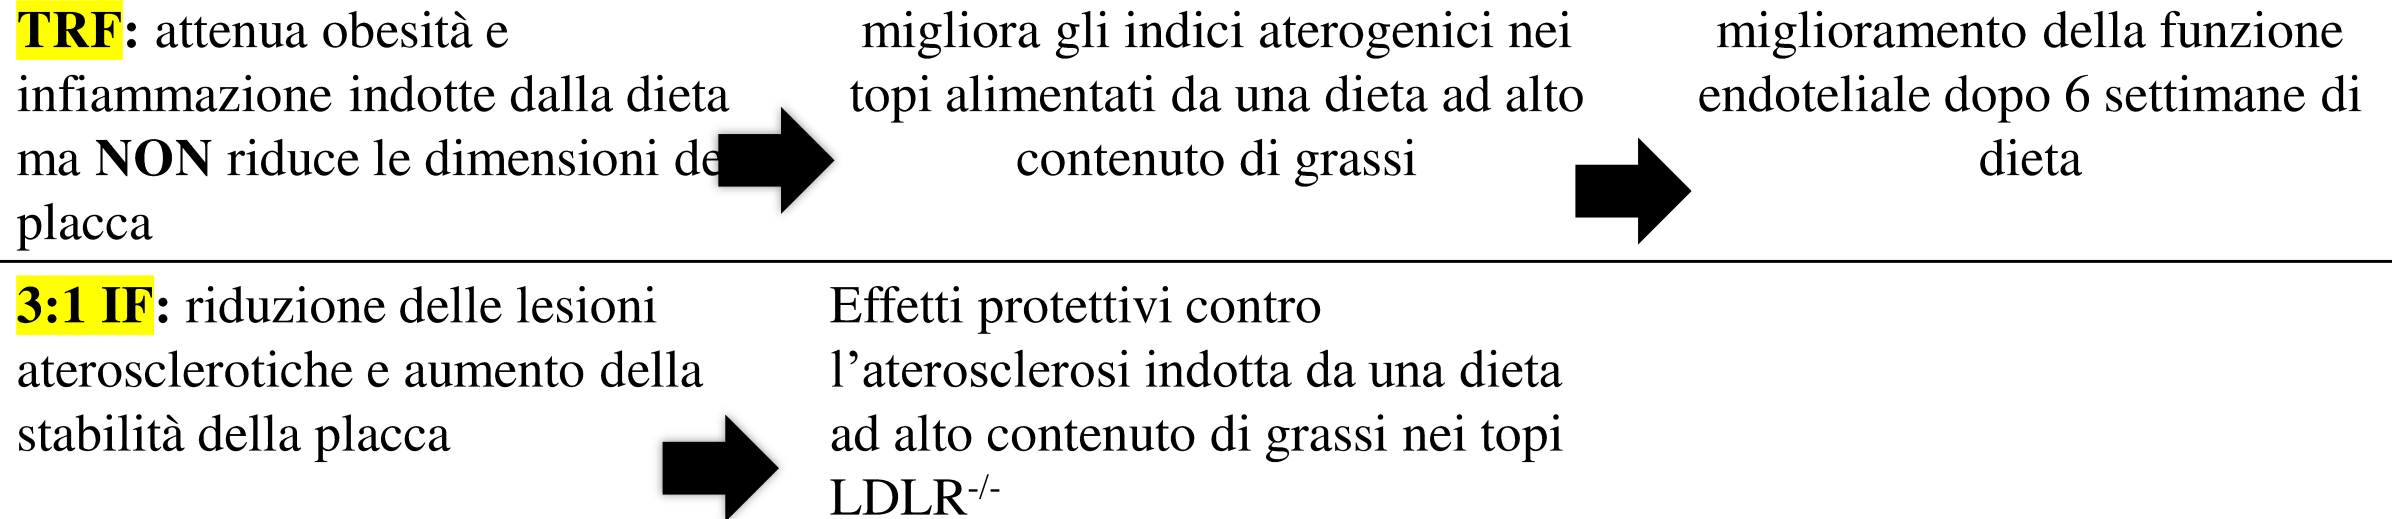 TRF: attenua obesità e
infiammazione indotte dalla dieta
ma NON riduce le dimensioni de
placca
migliora gli indici aterogenici nei
topi alimentati da una dieta ad alto
contenuto di grassi
miglioramento della funzione
endoteliale dopo 6 settimane di
dieta
3:1 IF: riduzione delle lesioni
aterosclerotiche e aumento della
stabilità della placca
Effetti protettivi contro
l’aterosclerosi indotta da una dieta
ad alto contenuto di grassi nei topi
LDLR-/-